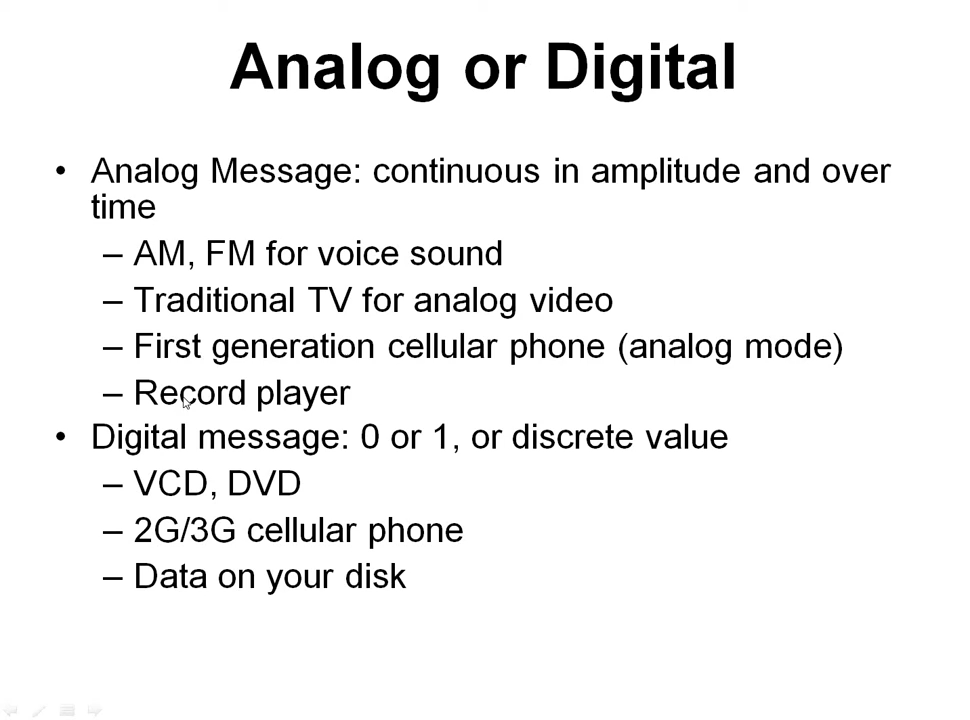 Analog or Digital
• Analog Message: continuous in amplitude and over
time
– AM, FM for voice sound
– Traditional TV for analog video
– First generation cellular phone (analog mode)
– Record player
• Digital message: 0 or 1, or discrete value
– VCD, DVD
– 2G/3G cellular phone
– Data on your disk